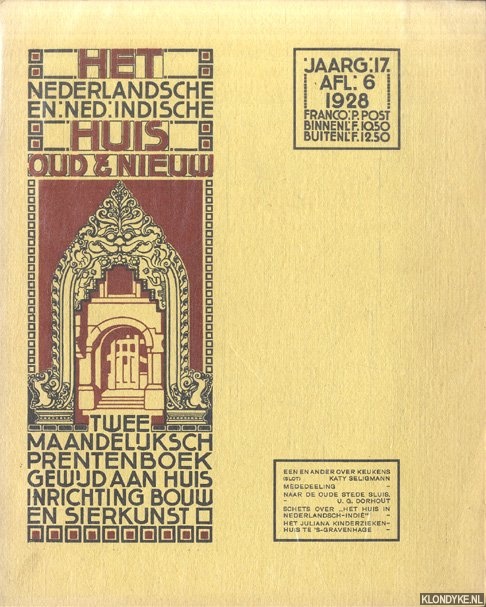 HET
NEDERLANDSCHE
EN: NED: INDISCHE
HUIS
OUD & NIEUW
TWEE
MAANDELIJKSCH
PRENTENBOEK
GEWIJD AAN HUIS
INRICHTING BOUW
EN SIERKUNST
JAARG: 17.
AFL: 6
1928
FRANCO: P. POST
BINNENL: F. 10.50
BUITENL: F. 12.50
EEN EN ANDER OVER KEUKENS
(SLOT) KATY SELIGMANN
MEDEDEELING -
NAAR DE OUDE STEDE SLUIS.
- U. G. DORHOUT
SCHETS OVER „HET HUIS IN
NEDERLANDSCH-INDIË" -
HET JULIANA KINDERZIEKEN-
HUIS TE 'S-GRAVENHAGE -
KLONDYKE.NL